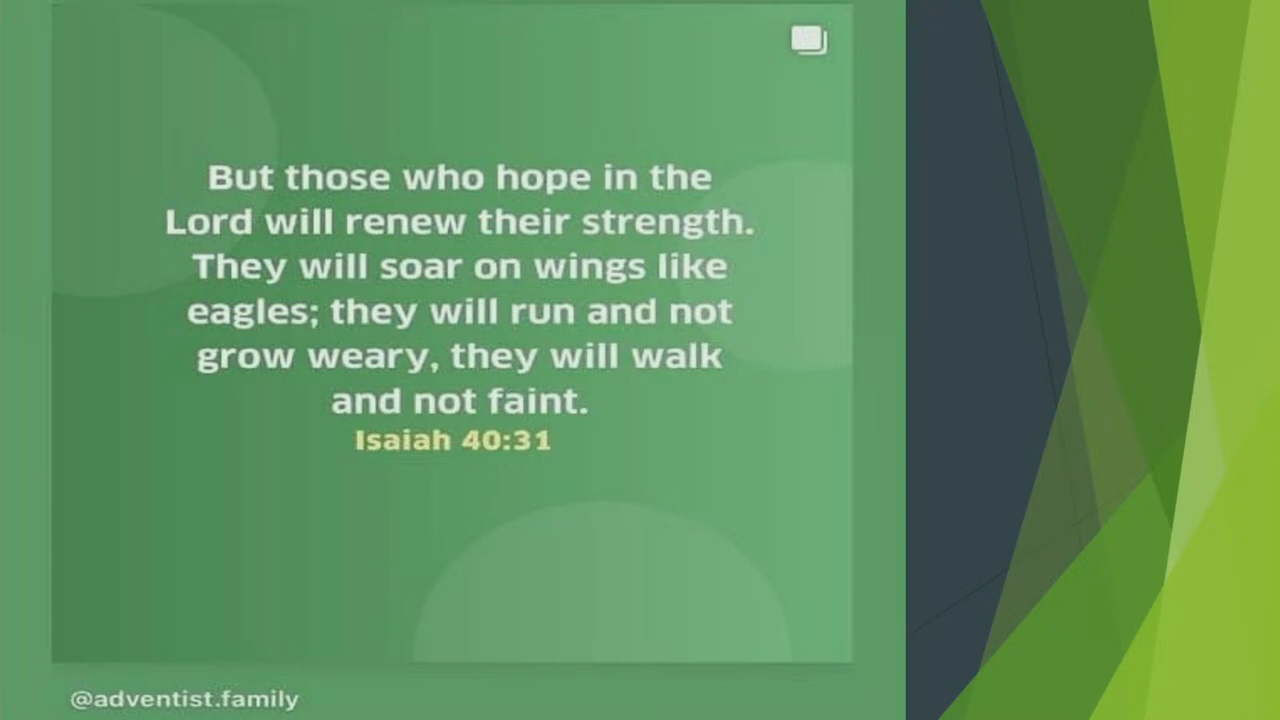 But those who hope in the
Lord will renew their strength.
They will soar on wings like
eagles; they will run and not
grow weary, they will walk
and not faint.
Isaiah 40:31
@adventist.family